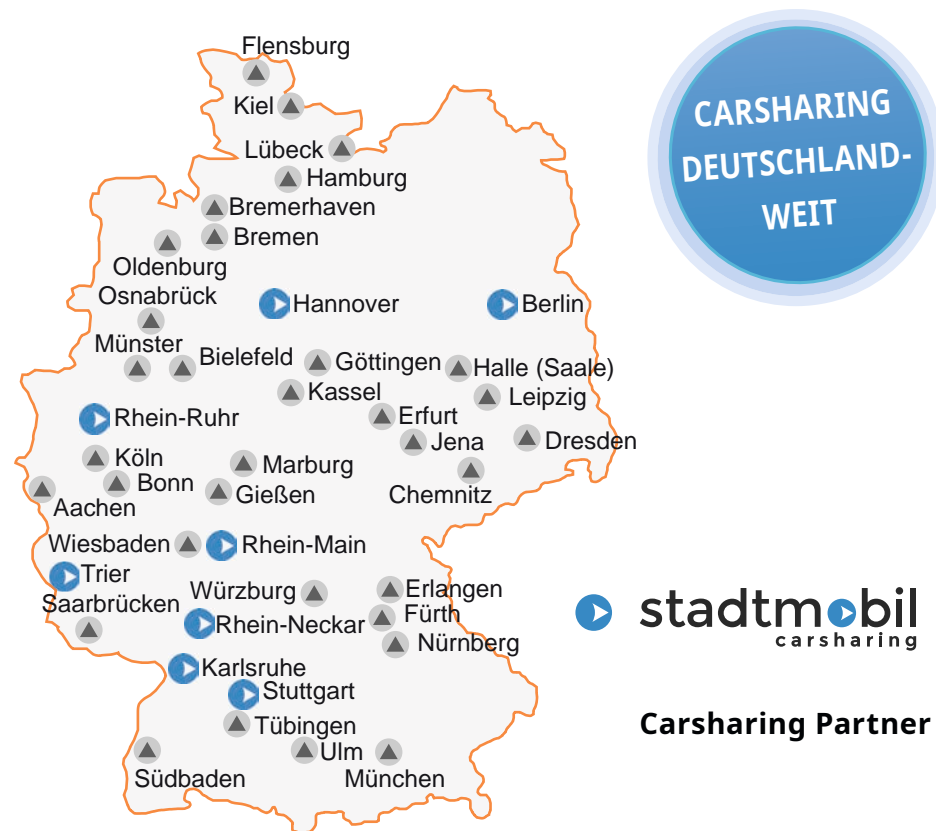 Flensburg
Kiel
Lübeck
Hamburg
Bremerhaven
Bremen
Oldenburg
Osnabrück
Hannover
Berlin
Münster
Bielefeld
Göttingen
Halle (Saale)
Kassel
Leipzig
Rhein-Ruhr
Erfurt
Jena
Dresden
Köln
Marburg
Bonn
Gießen
Chemnitz
Aachen
Wiesbaden
Rhein-Main
Trier
Würzburg
Erlangen
Saarbrücken
Fürth
Rhein-Neckar
Nürnberg
Karlsruhe
Stuttgart
Tübingen
Ulm
Südbaden
München
CARSHARING
DEUTSCHLAND-
WEIT
stadtmobil
carsharing
Carsharing Partner